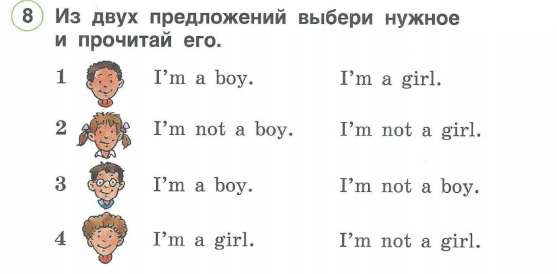 8 Из двух предложений выбери нужное
и прочитай его.
1 I'm a boy. I'm a girl.
2 I'm not a boy. I'm not a girl.
3 I'm a boy. I'm not a boy.
4 I'm a girl. I'm not a girl.